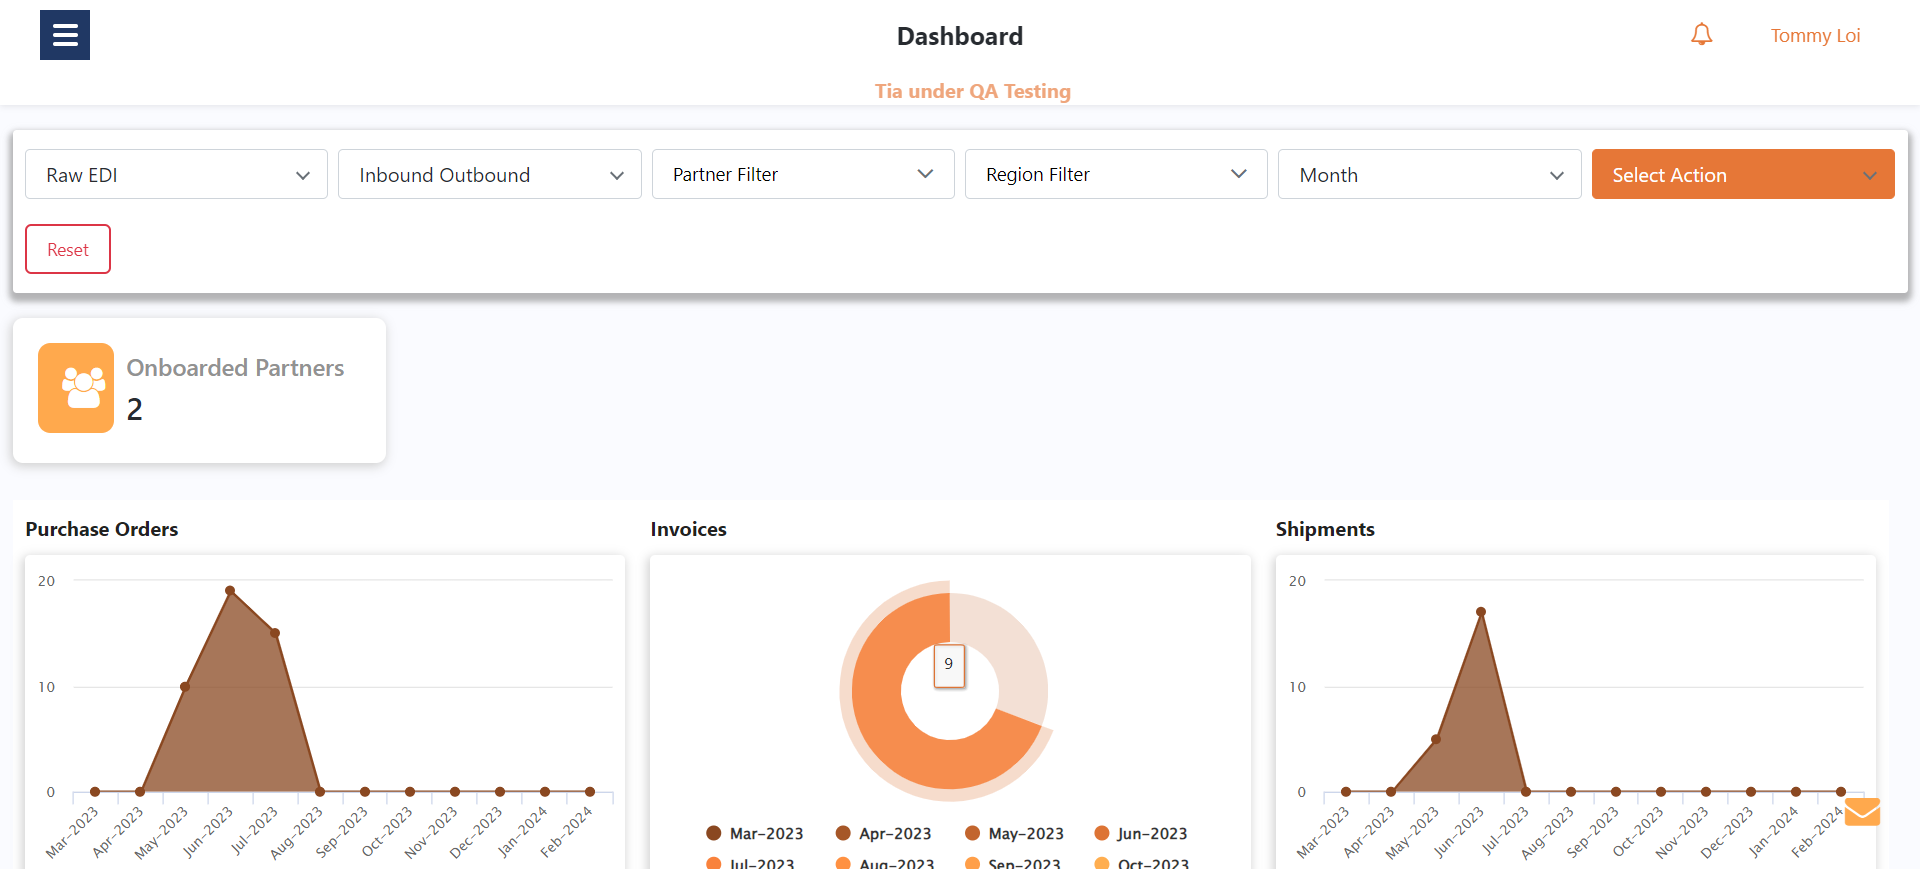 Dashboard
Tommy Loi
Tia under QA Testing
Raw EDI
Inbound Outbound
Partner Filter
Region Filter
Month
Select Action
Reset
Onboarded Partners
2
Purchase Orders
20
10
0
Mar-2023
Apr-2023
May-2023
Jun-2023
Jul-2023
Aug-2023
Sep-2023
Oct-2023
Nov-2023
Dec-2023
Jan-2024
Feb-2024
Invoices
9
Mar-2023
Apr-2023
May-2023
Jun-2023
Jul-2023
Aug-2023
Sep-2023
Oct-2023
Shipments
20
10
0
Mar-2023
Apr-2023
May-2023
Jun-2023
Jul-2023
Aug-2023
Sep-2023
Oct-2023
Nov-2023
Dec-2023
Jan-2024
Feb-2024